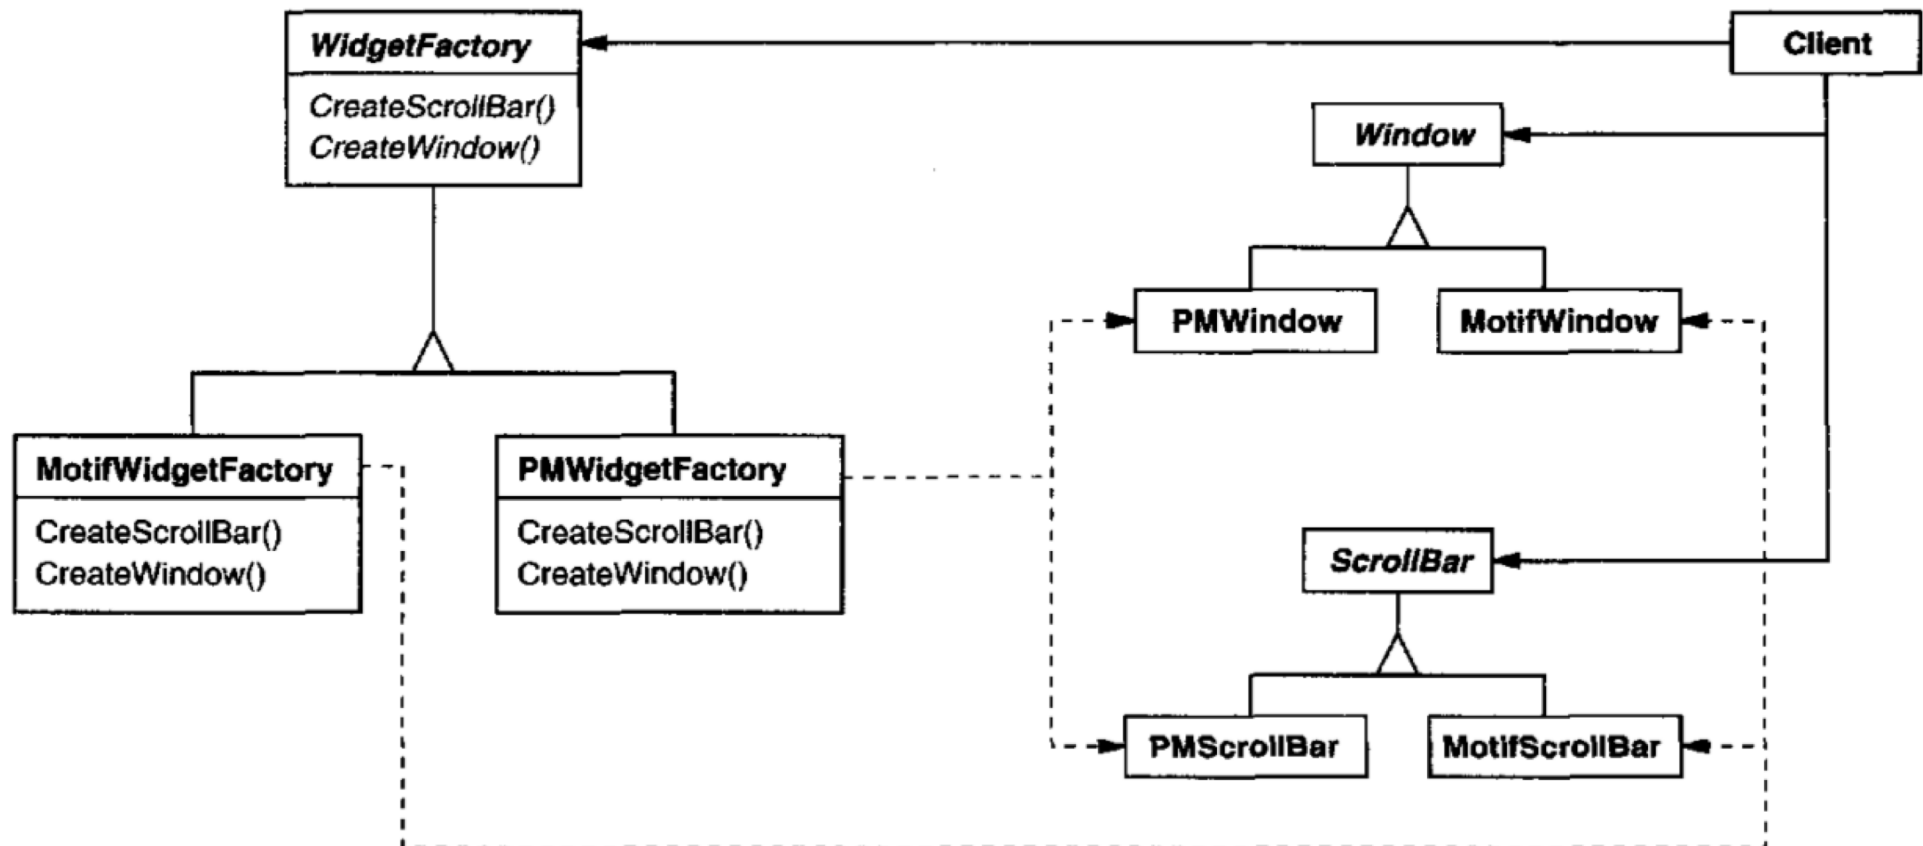 WidgetFactory
CreateScrollBar()
CreateWindow()
Client
Window
PMWindow
MotifWindow
MotifWidgetFactory
CreateScrollBar()
CreateWindow()
PMWidgetFactory
CreateScrollBar()
CreateWindow()
ScrollBar
PMScrollBar
MotifScrollBar